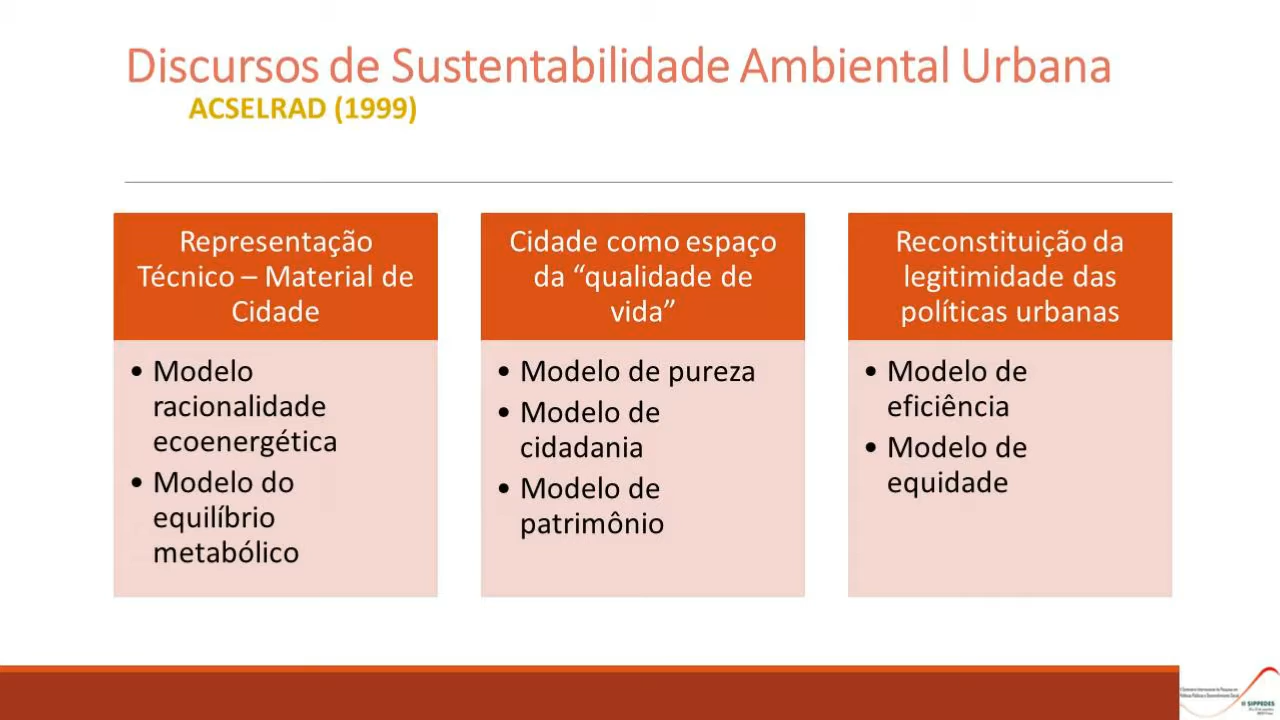 Discursos de Sustentabilidade Ambiental Urbana
ACSELRAD (1999)
Representação
Técnico – Material de
Cidade
• Modelo
racionalidade
ecoenergética
• Modelo do
equilíbrio
metabólico
Cidade como espaço
da “qualidade de
vida”
• Modelo de pureza
• Modelo de
cidadania
• Modelo de
patrimônio
Reconstituição da
legitimidade das
políticas urbanas
• Modelo de
eficiência
• Modelo de
equidade
SIPPEDES